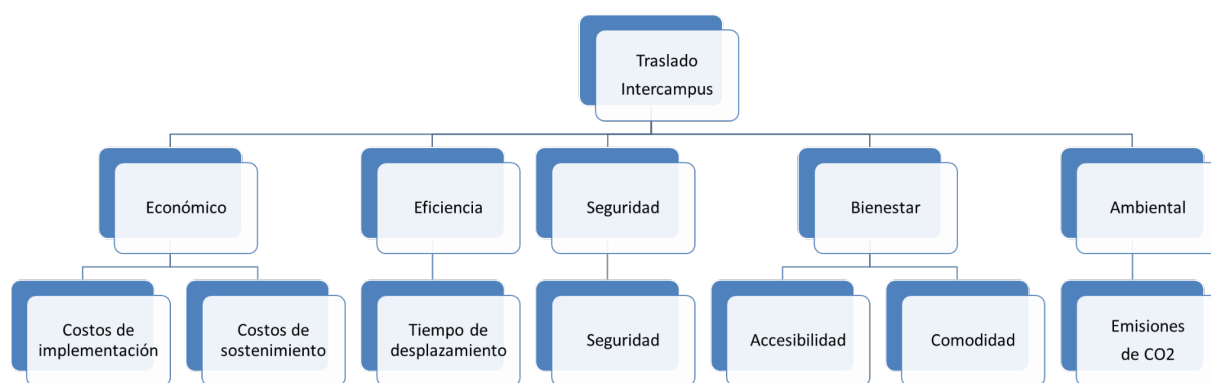 Traslado
Intercampus
Económico
Eficiencia
Seguridad
Bienestar
Ambiental
Costos de
implementación
Costos de
sostenimiento
Tiempo de
desplazamiento
Seguridad
Accesibilidad
Comodidad
Emisiones
de CO2